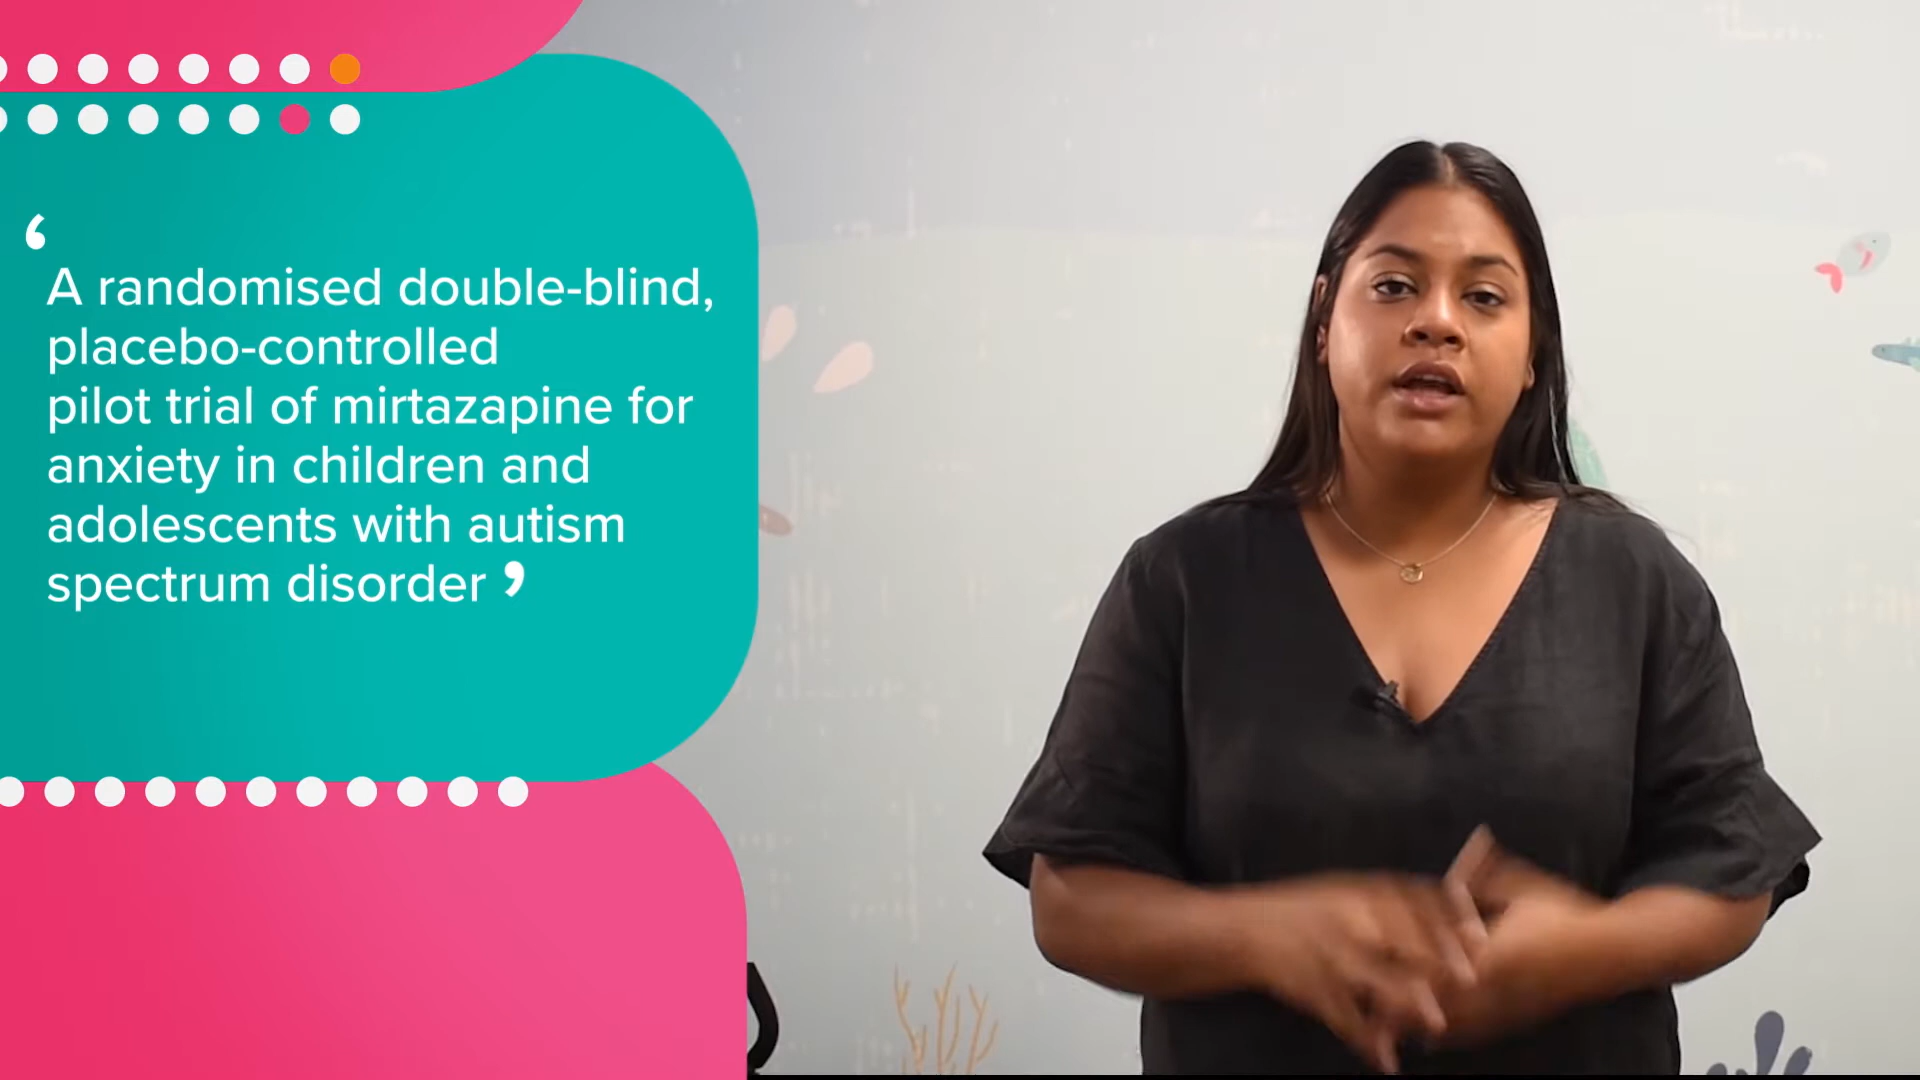 ‘
A randomised double-blind,
placebo-controlled
pilot trial of mirtazapine for
anxiety in children and
adolescents with autism
spectrum disorder ’